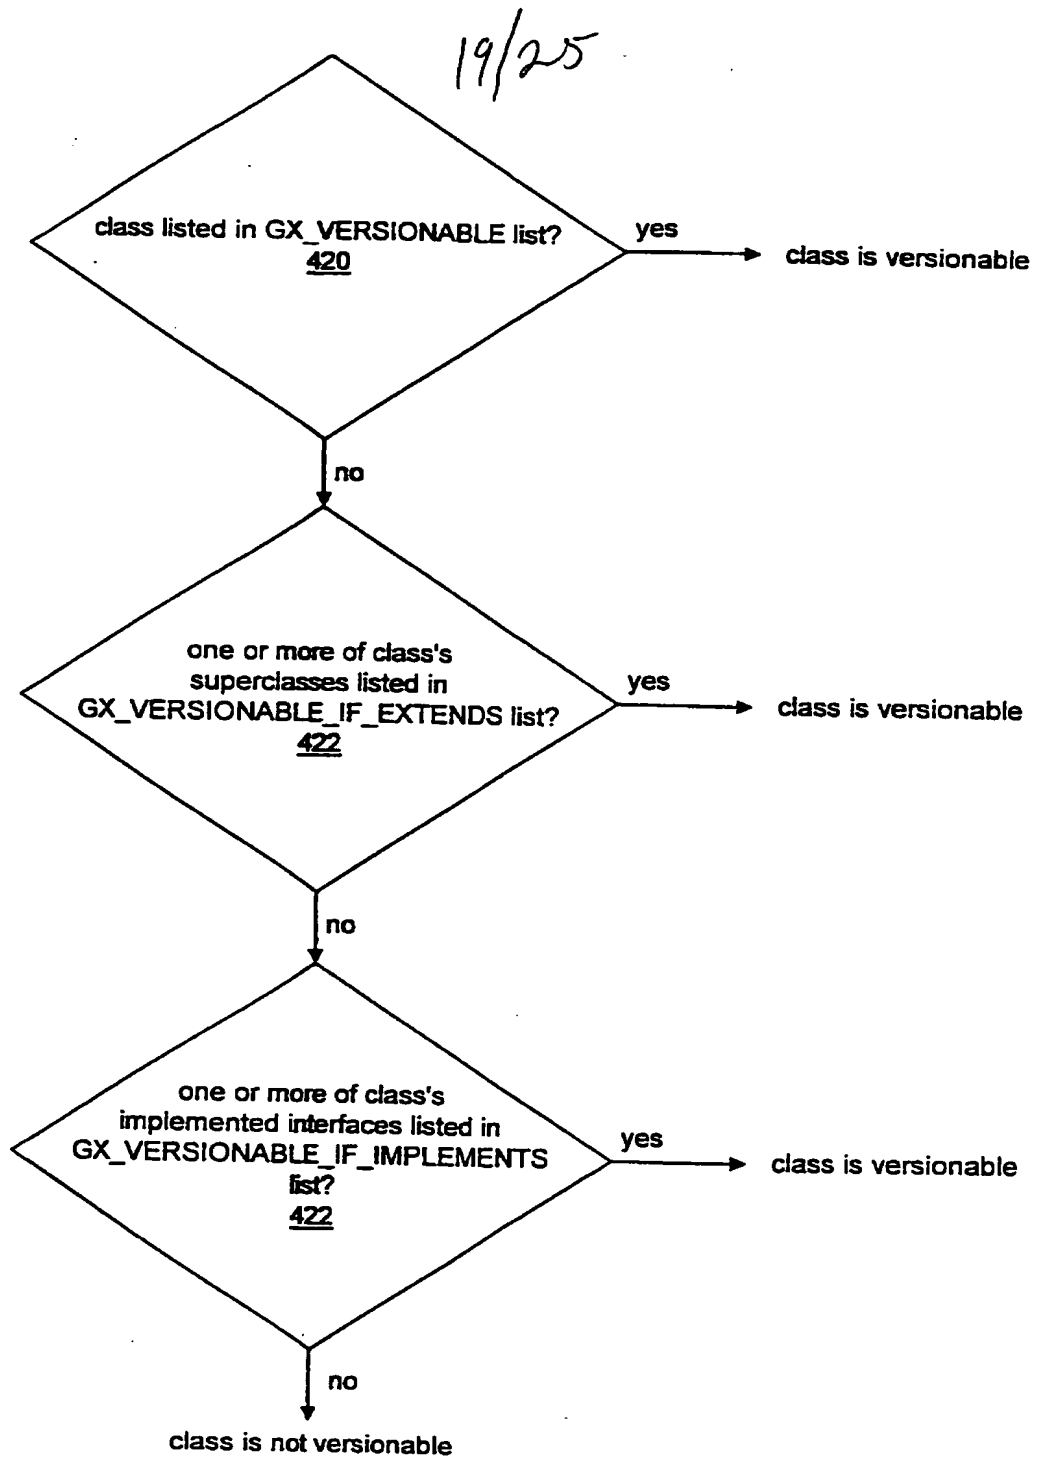 19/25
class listed in GX_VERSIONABLE list?
420
yes
class is versionable
no
one or more of class's
superclasses listed in
GX_VERSIONABLE_IF_EXTENDS list?
422
yes
class is versionable
no
one or more of class's
implemented interfaces listed in
GX_VERSIONABLE_IF_IMPLEMENTS
list?
422
yes
class is versionable
no
class is not versionable